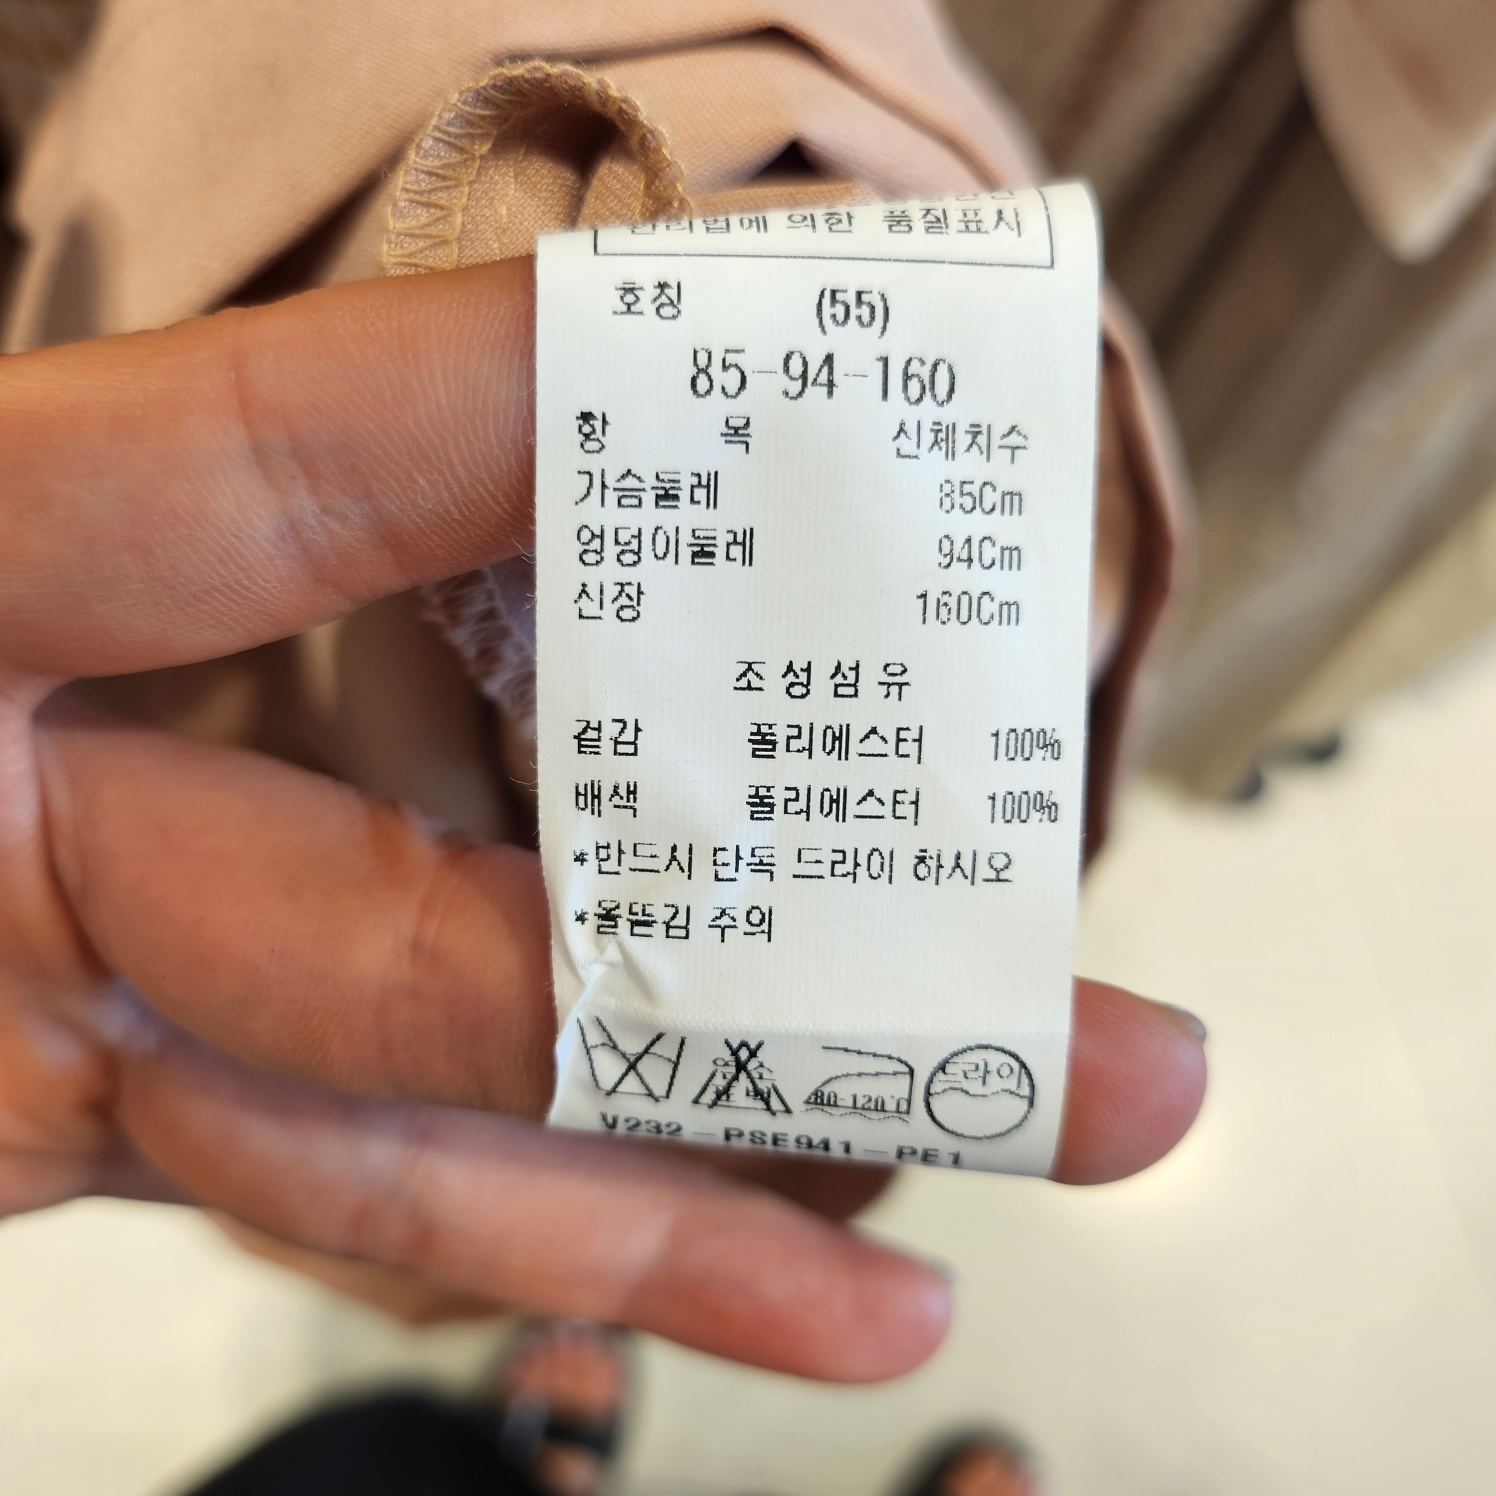 관리법에 의한 품질표시
호칭 (55)
85-94-160
항 목 신체치수
가슴둘레 85Cm
엉덩이둘레 94Cm
신장 160Cm
조성섬유
겉감 폴리에스터 100%
배색 폴리에스터 100%
*반드시 단독 드라이 하시오
*올뜯김 주의
염소
표백
80-120℃
드라이
V232-PSE941-PE1